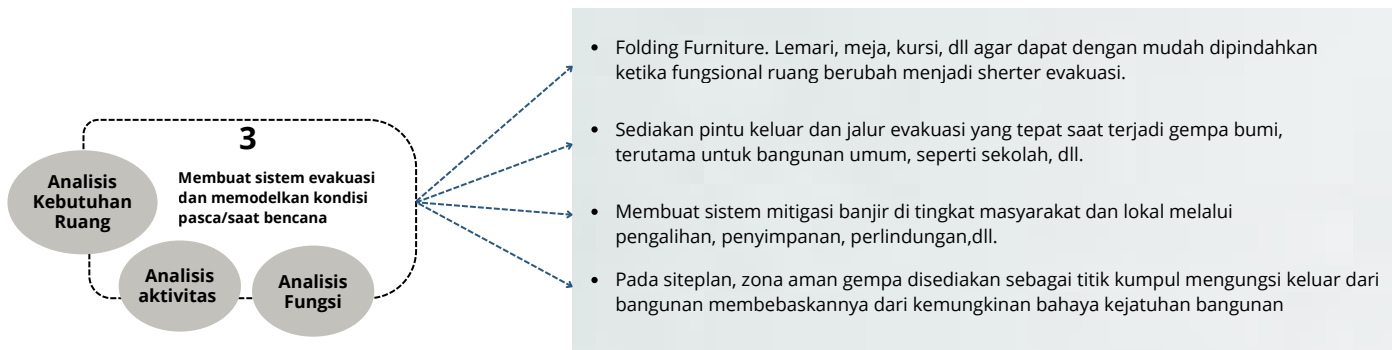 3
Membuat sistem evakuasi
dan memodelkan kondisi
pasca/saat bencana
Analisis
Kebutuhan
Ruang
Analisis
aktivitas
Analisis
Fungsi
• Folding Furniture. Lemari, meja, kursi, dll agar dapat dengan mudah dipindahkan
ketika fungsional ruang berubah menjadi sherter evakuasi.
• Sediakan pintu keluar dan jalur evakuasi yang tepat saat terjadi gempa bumi,
terutama untuk bangunan umum, seperti sekolah, dll.
• Membuat sistem mitigasi banjir di tingkat masyarakat dan lokal melalui
pengalihan, penyimpanan, perlindungan,dll.
• Pada siteplan, zona aman gempa disediakan sebagai titik kumpul mengungsi keluar dari
bangunan membebaskannya dari kemungkinan bahaya kejatuhan bangunan